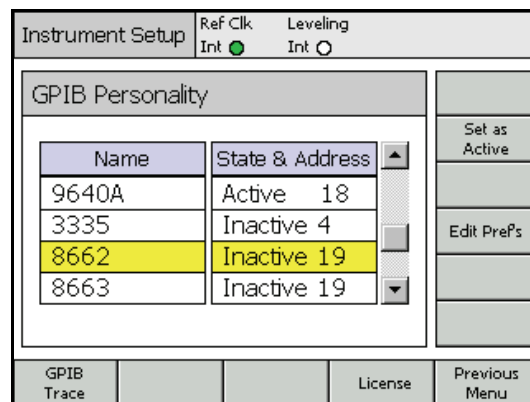 Instrument Setup
Ref Clk Leveling
Int Int
GPIB Personality
Name State & Address
9640A Active 18
3335 Inactive 4
8662 Inactive 19
8663 Inactive 19
Set as
Active
Edit Prefs
GPIB
Trace
License
Previous
Menu